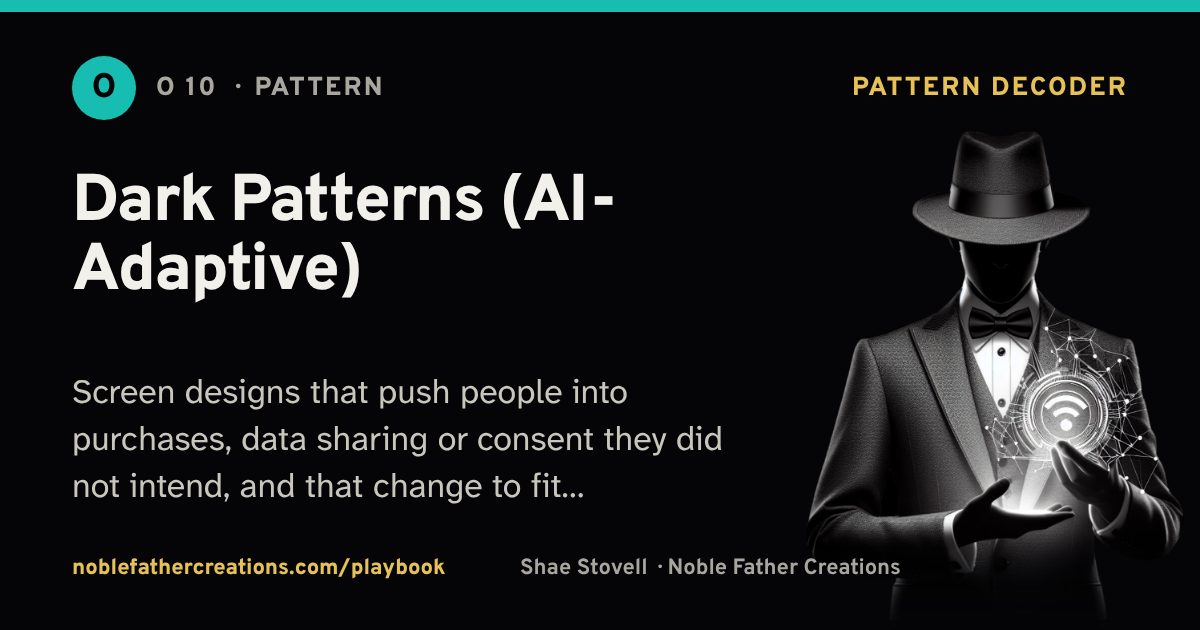 O
O 10 · PATTERN
PATTERN DECODER
Dark Patterns (AI-
Adaptive)
Screen designs that push people into
purchases, data sharing or consent they did
not intend, and that change to fit...
noblefathercreations.com/playbook
Shae Stovell · Noble Father Creations